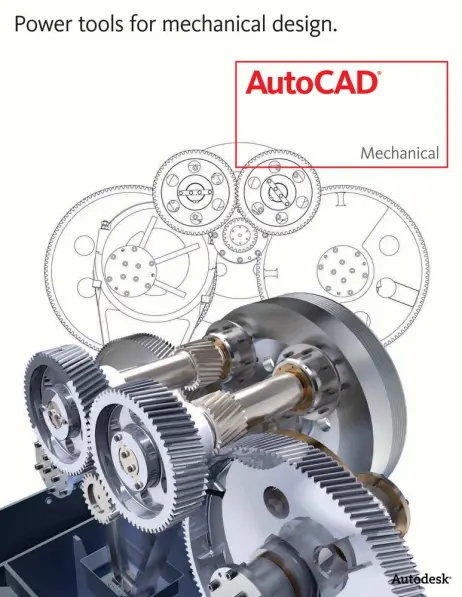 Power tools for mechanical design.
AutoCAD®
Mechanical
Autodesk®